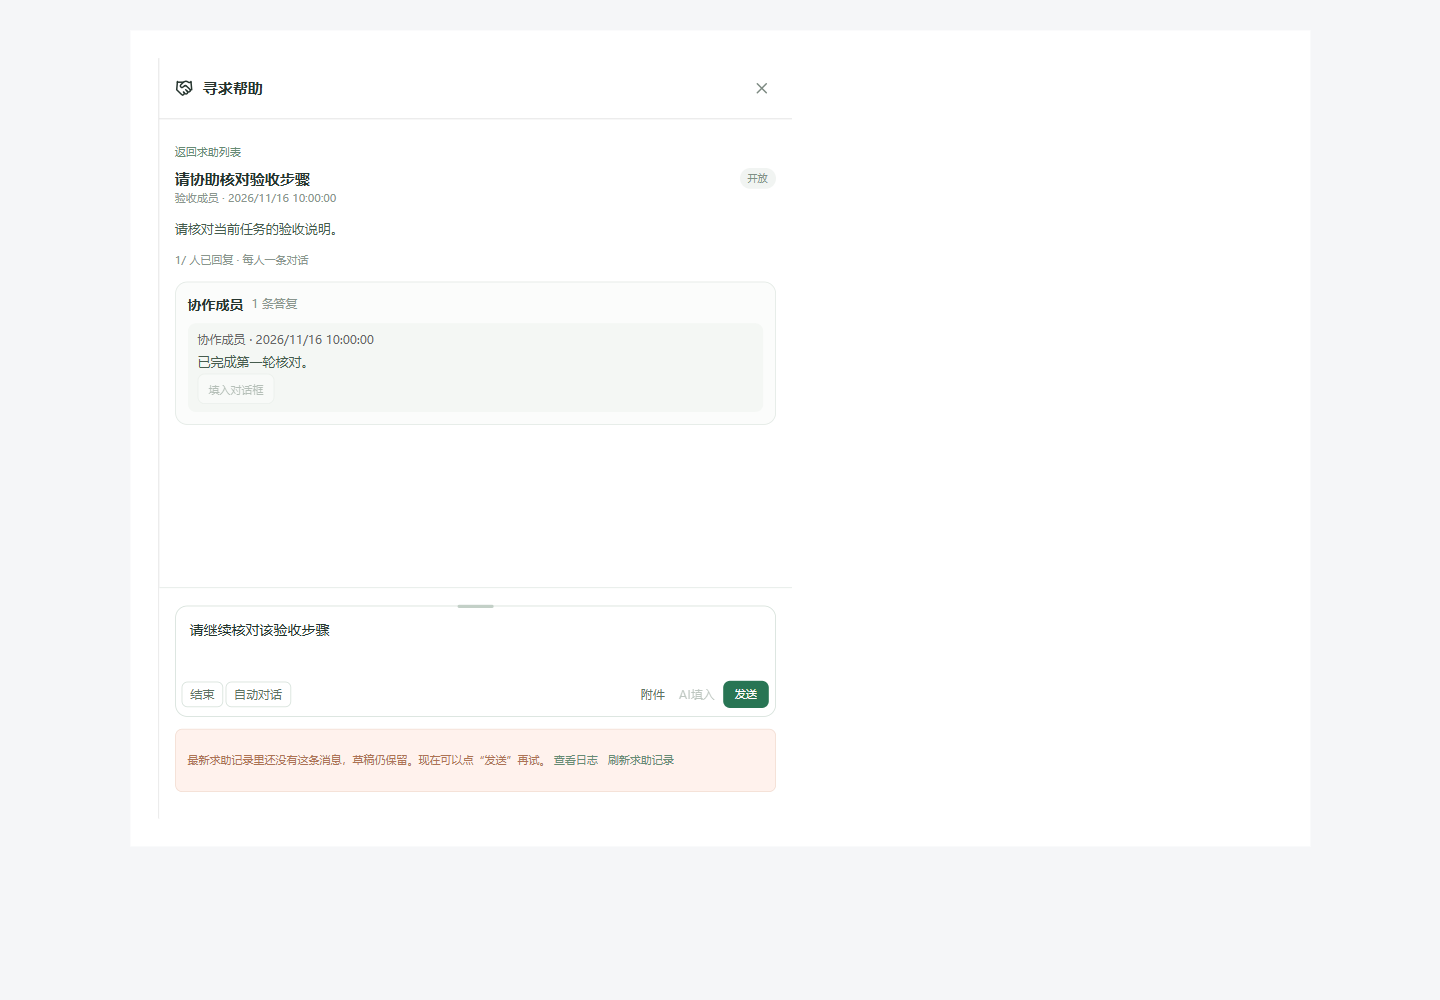 寻求帮助
返回求助列表
请协助核对验收步骤
开放
验收成员 · 2026/11/16 10:00:00
请核对当前任务的验收说明。
1/ 人已回复 · 每人一条对话
协作成员 1 条答复
协作成员 · 2026/11/16 10:00:00
已完成第一轮核对。
填入对话框
请继续核对该验收步骤
结束 自动对话 附件 AI填入 发送
最新求助记录里还没有这条消息，草稿仍保留。现在可以点“发送”再试。 查看日志 刷新求助记录